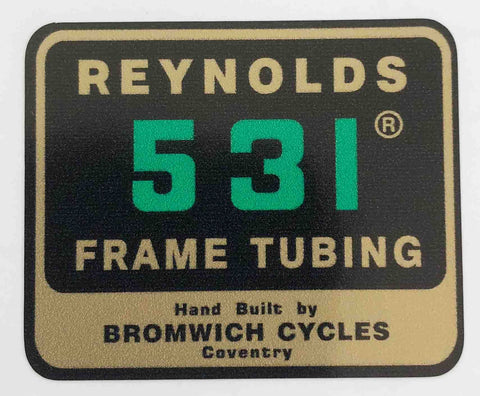 REYNOLDS
531®
FRAME TUBING
Hand Built by
BROMWICH CYCLES
Coventry